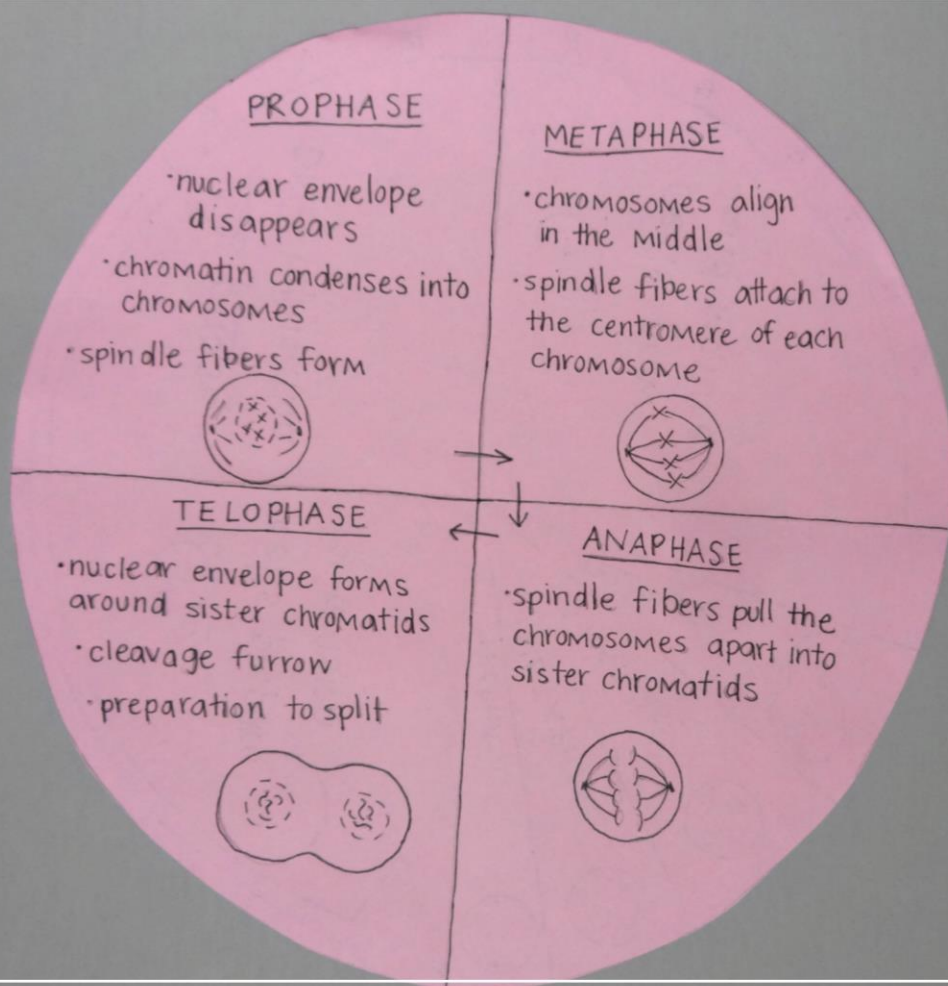 PROPHASE
·nuclear envelope
disappears
·chromatin condenses into
chromosomes
·spindle fibers form
METAPHASE
·chromosomes align
in the middle
·spindle fibers attach to
the centromere of each
chromosome
ANAPHASE
·spindle fibers pull the
chromosomes apart into
sister chromatids
TELOPHASE
·nuclear envelope forms
around sister chromatids
·cleavage furrow
·preparation to split